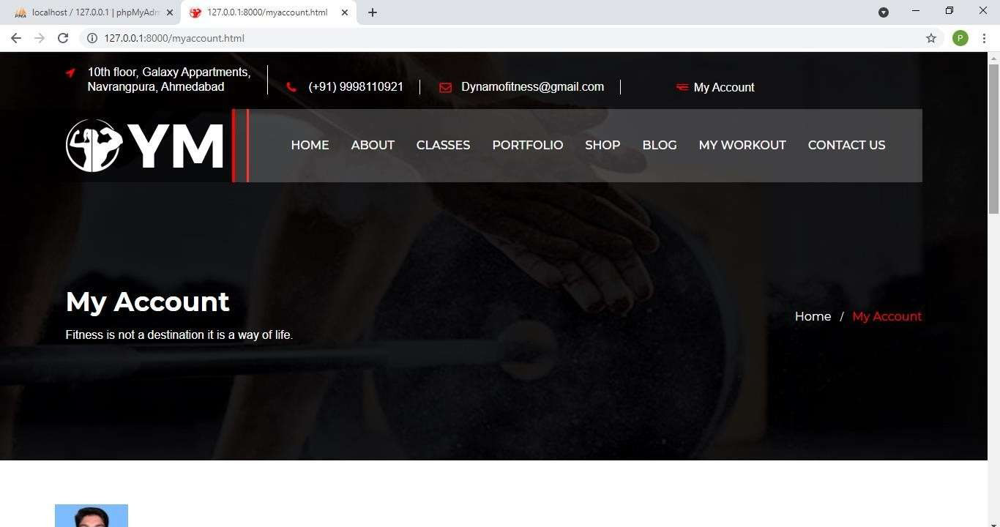 PMA localhost / 127.0.0.1 | phpMyAdm
127.0.0.1:8000/myaccount.html
127.0.0.1:8000/myaccount.html
P
10th floor, Galaxy Appartments,
Navrangpura, Ahmedabad
(+91) 9998110921
Dynamofitness@gmail.com
My Account
YM
HOME ABOUT CLASSES PORTFOLIO SHOP BLOG MY WORKOUT CONTACT US
My Account
Home / My Account
Fitness is not a destination it is a way of life.